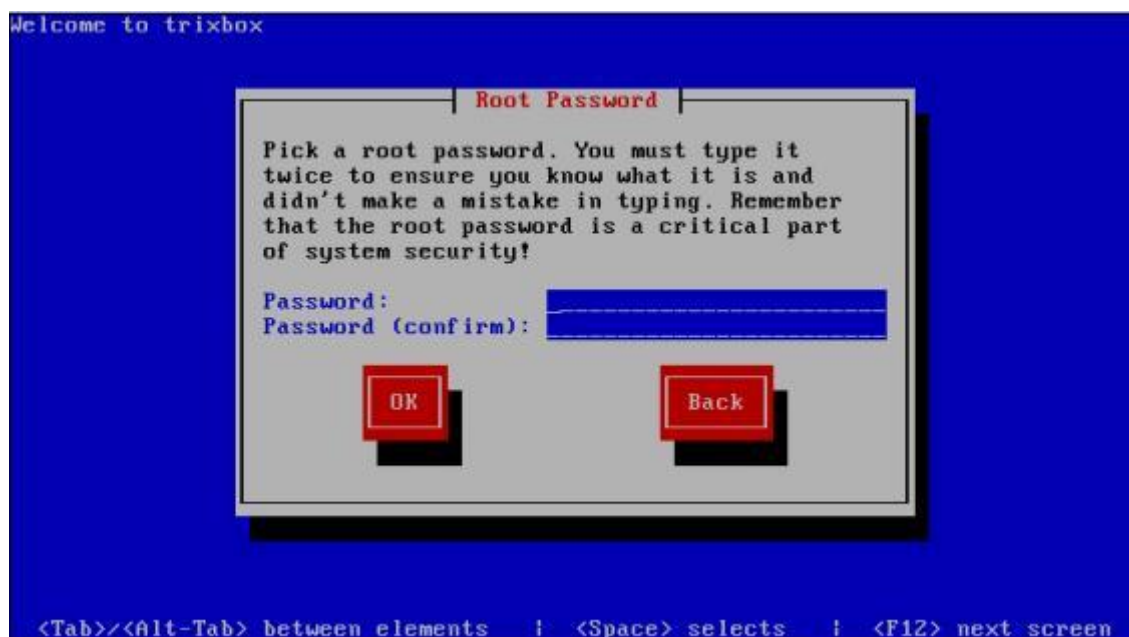 Welcome to trixbox
Root Password
Pick a root password. You must type it
twice to ensure you know what it is and
didn't make a mistake in typing. Remember
that the root password is a critical part
of system security!
Password:
Password (confirm):
OK Back
<Tab>/<Alt-Tab> between elements | <Space> selects | <F12> next screen